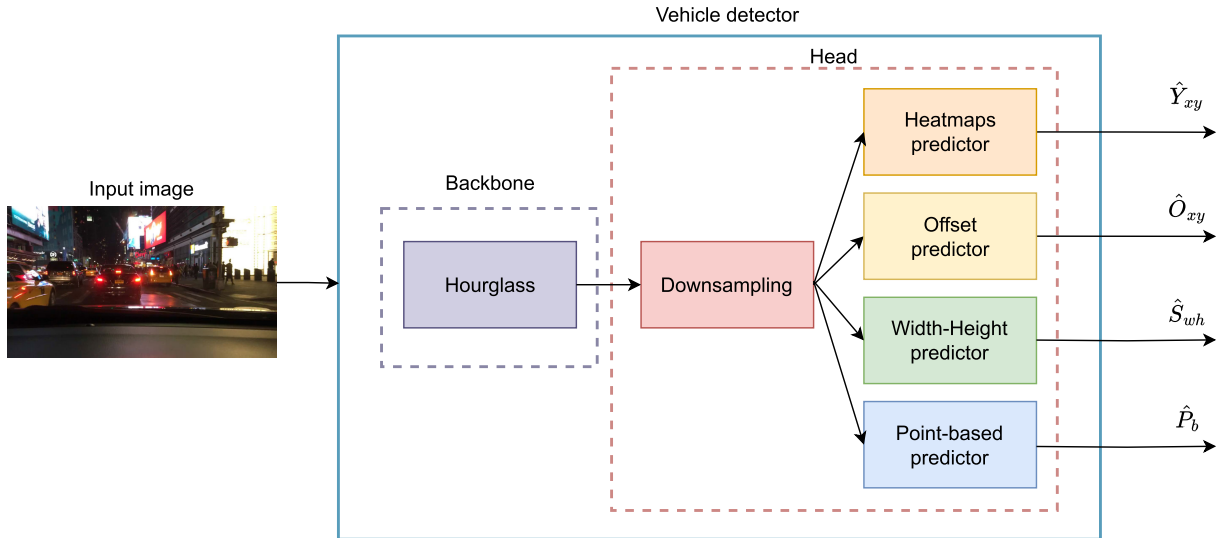 Vehicle detector
Head
Heatmaps
predictor
Ŷ_xy
Offset
predictor
Ô_xy
Backbone
Input image
Hourglass
Downsampling
Width-Height
predictor
Ŝ_wh
Point-based
predictor
P̂_b